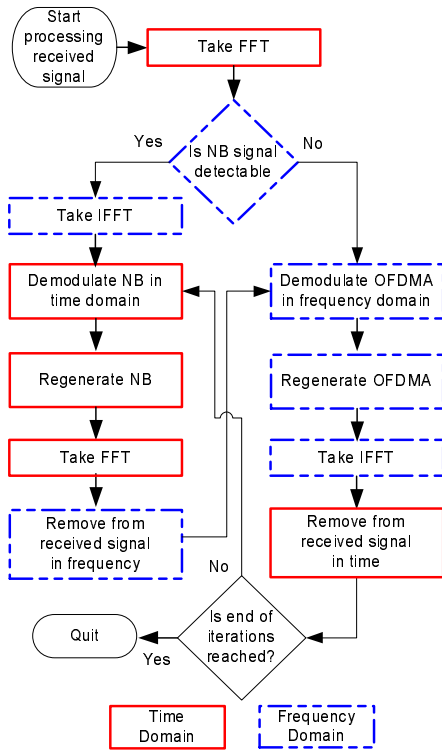 Start
processing
received
signal
Take FFT
Is NB signal
detectable
Yes
No
Take IFFT
Demodulate NB in
time domain
Regenerate NB
Take FFT
Remove from
received signal
in frequency
Demodulate OFDMA
in frequency domain
Regenerate OFDMA
Take IFFT
Remove from
received signal
in time
Is end of
iterations
reached?
No
Yes
Quit
Time
Domain
Frequency
Domain